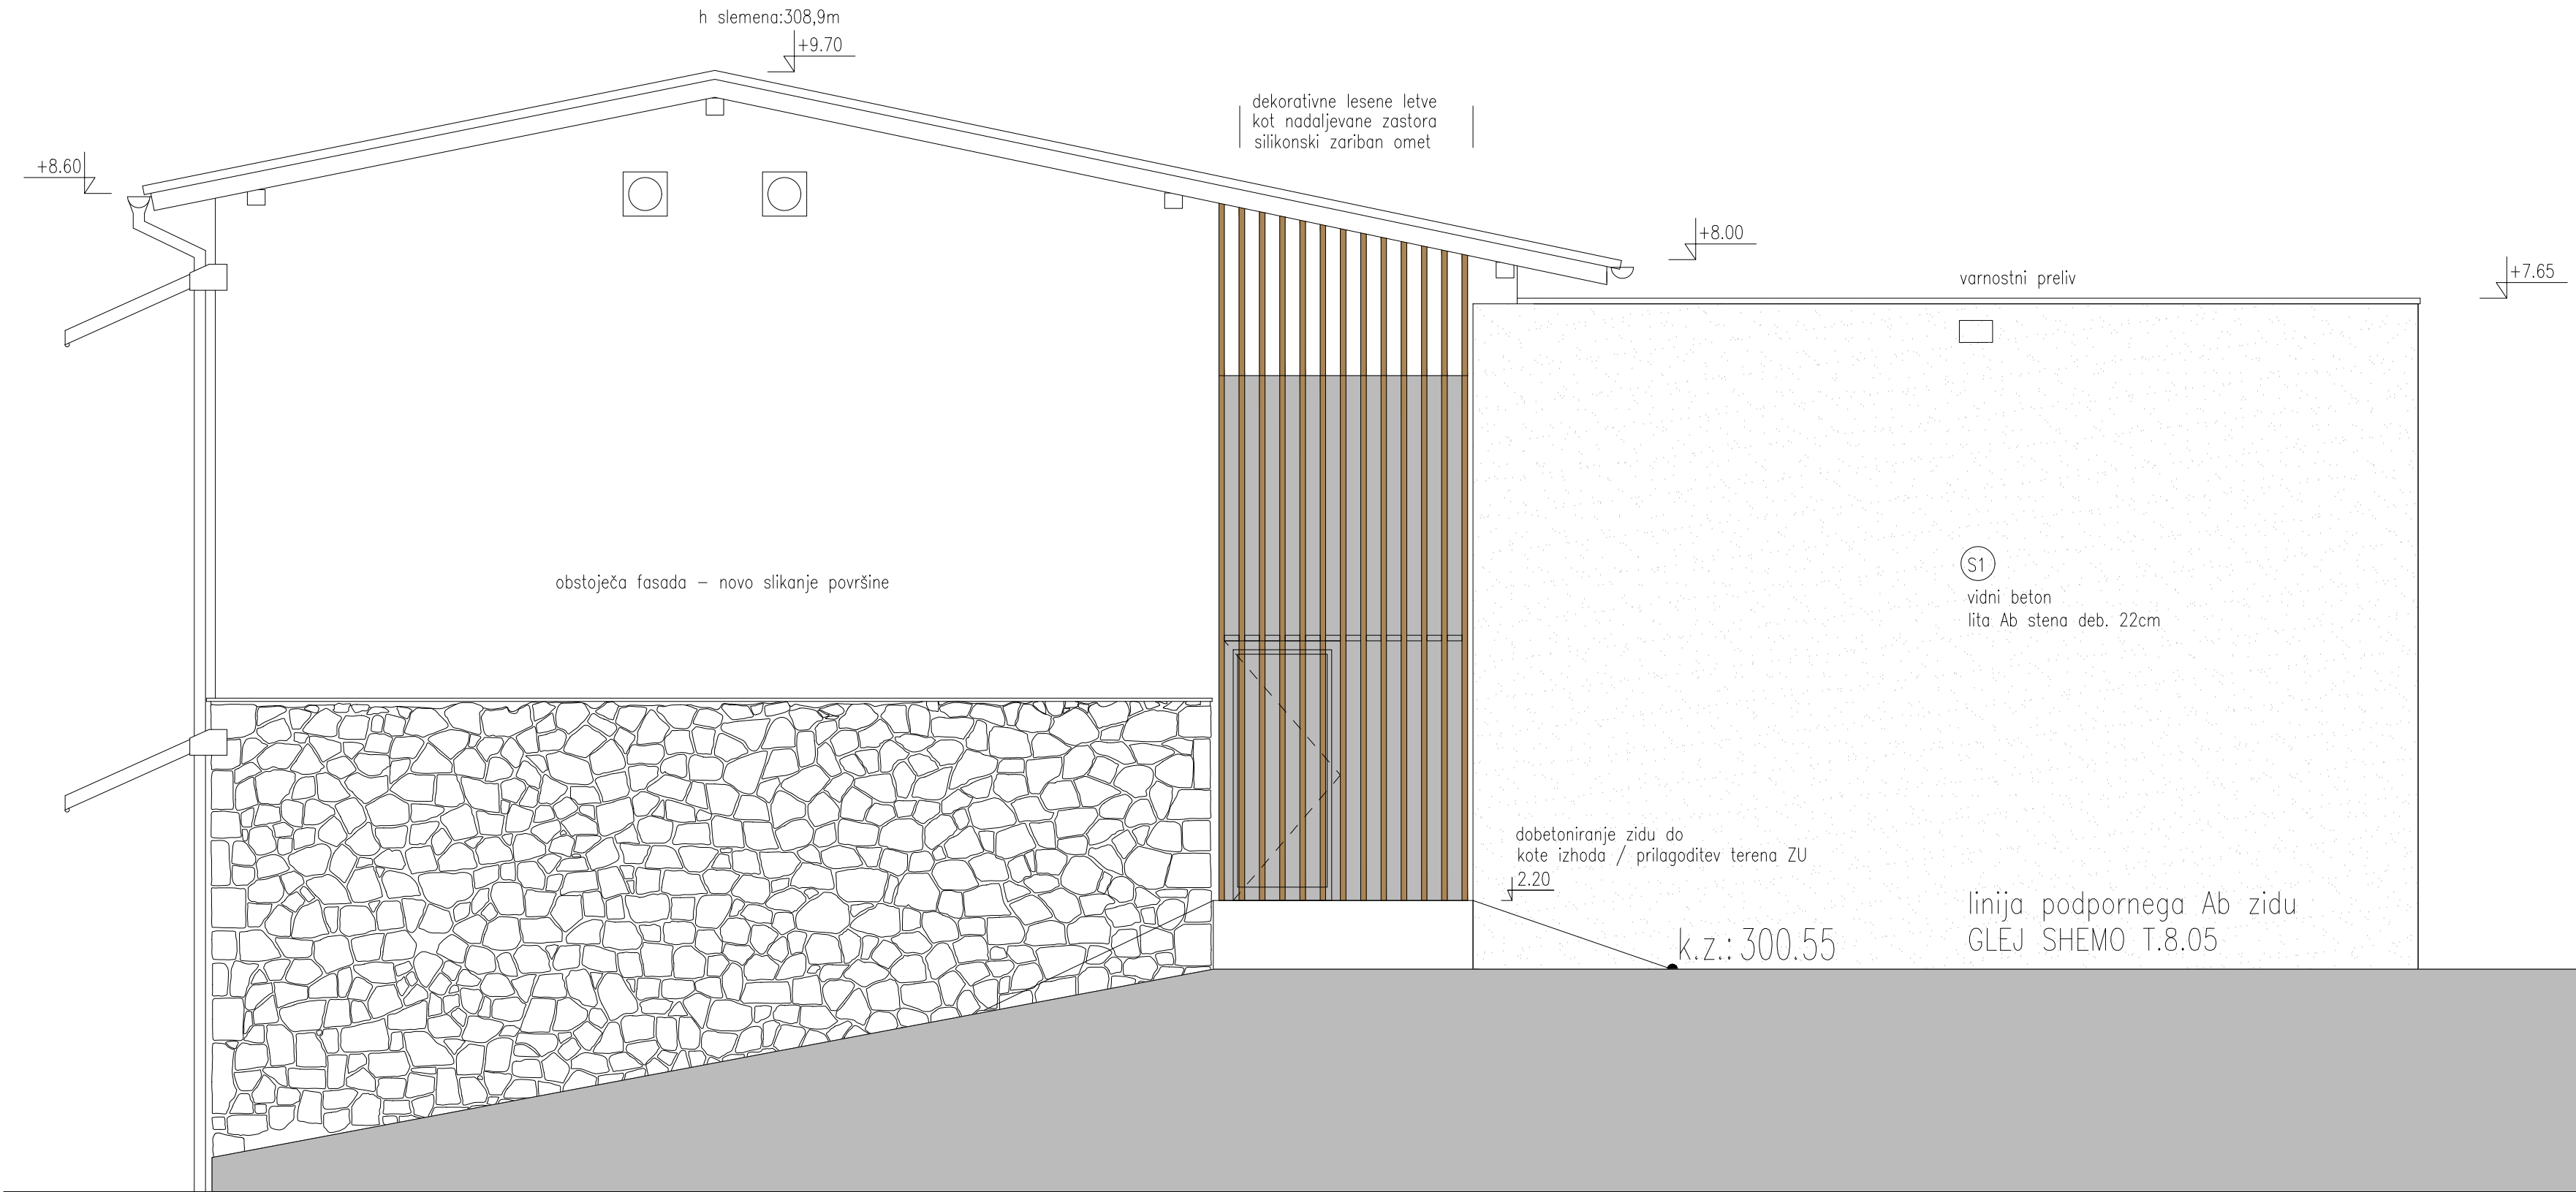 h slemena:308,9m
+9.70
dekorativne lesene letve
kot nadaljevane zastora
silikonski zariban omet
+8.60
+8.00
+7.65
varnostni preliv
S1
obstoječa fasada – novo slikanje površine
vidni beton
lita Ab stena deb. 22cm
dobetoniranje zidu do
kote izhoda / prilagoditev terena ZU
2.20
linija podpornega Ab zidu
GLEJ SHEMO T.8.05
k.z.: 300.55